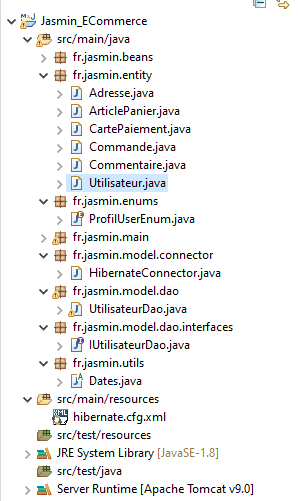 Jasmin_ECommerce
src/main/java
fr.jasmin.beans
fr.jasmin.entity
Adresse.java
ArticlePanier.java
CartePaiement.java
Commande.java
Commentaire.java
Utilisateur.java
fr.jasmin.enums
ProfilUserEnum.java
fr.jasmin.main
fr.jasmin.model.connector
HibernateConnector.java
fr.jasmin.model.dao
UtilisateurDao.java
fr.jasmin.model.dao.interfaces
IUtilisateurDao.java
fr.jasmin.utils
Dates.java
src/main/resources
hibernate.cfg.xml
src/test/resources
JRE System Library [JavaSE-1.8]
src/test/java
Server Runtime [Apache Tomcat v9.0]